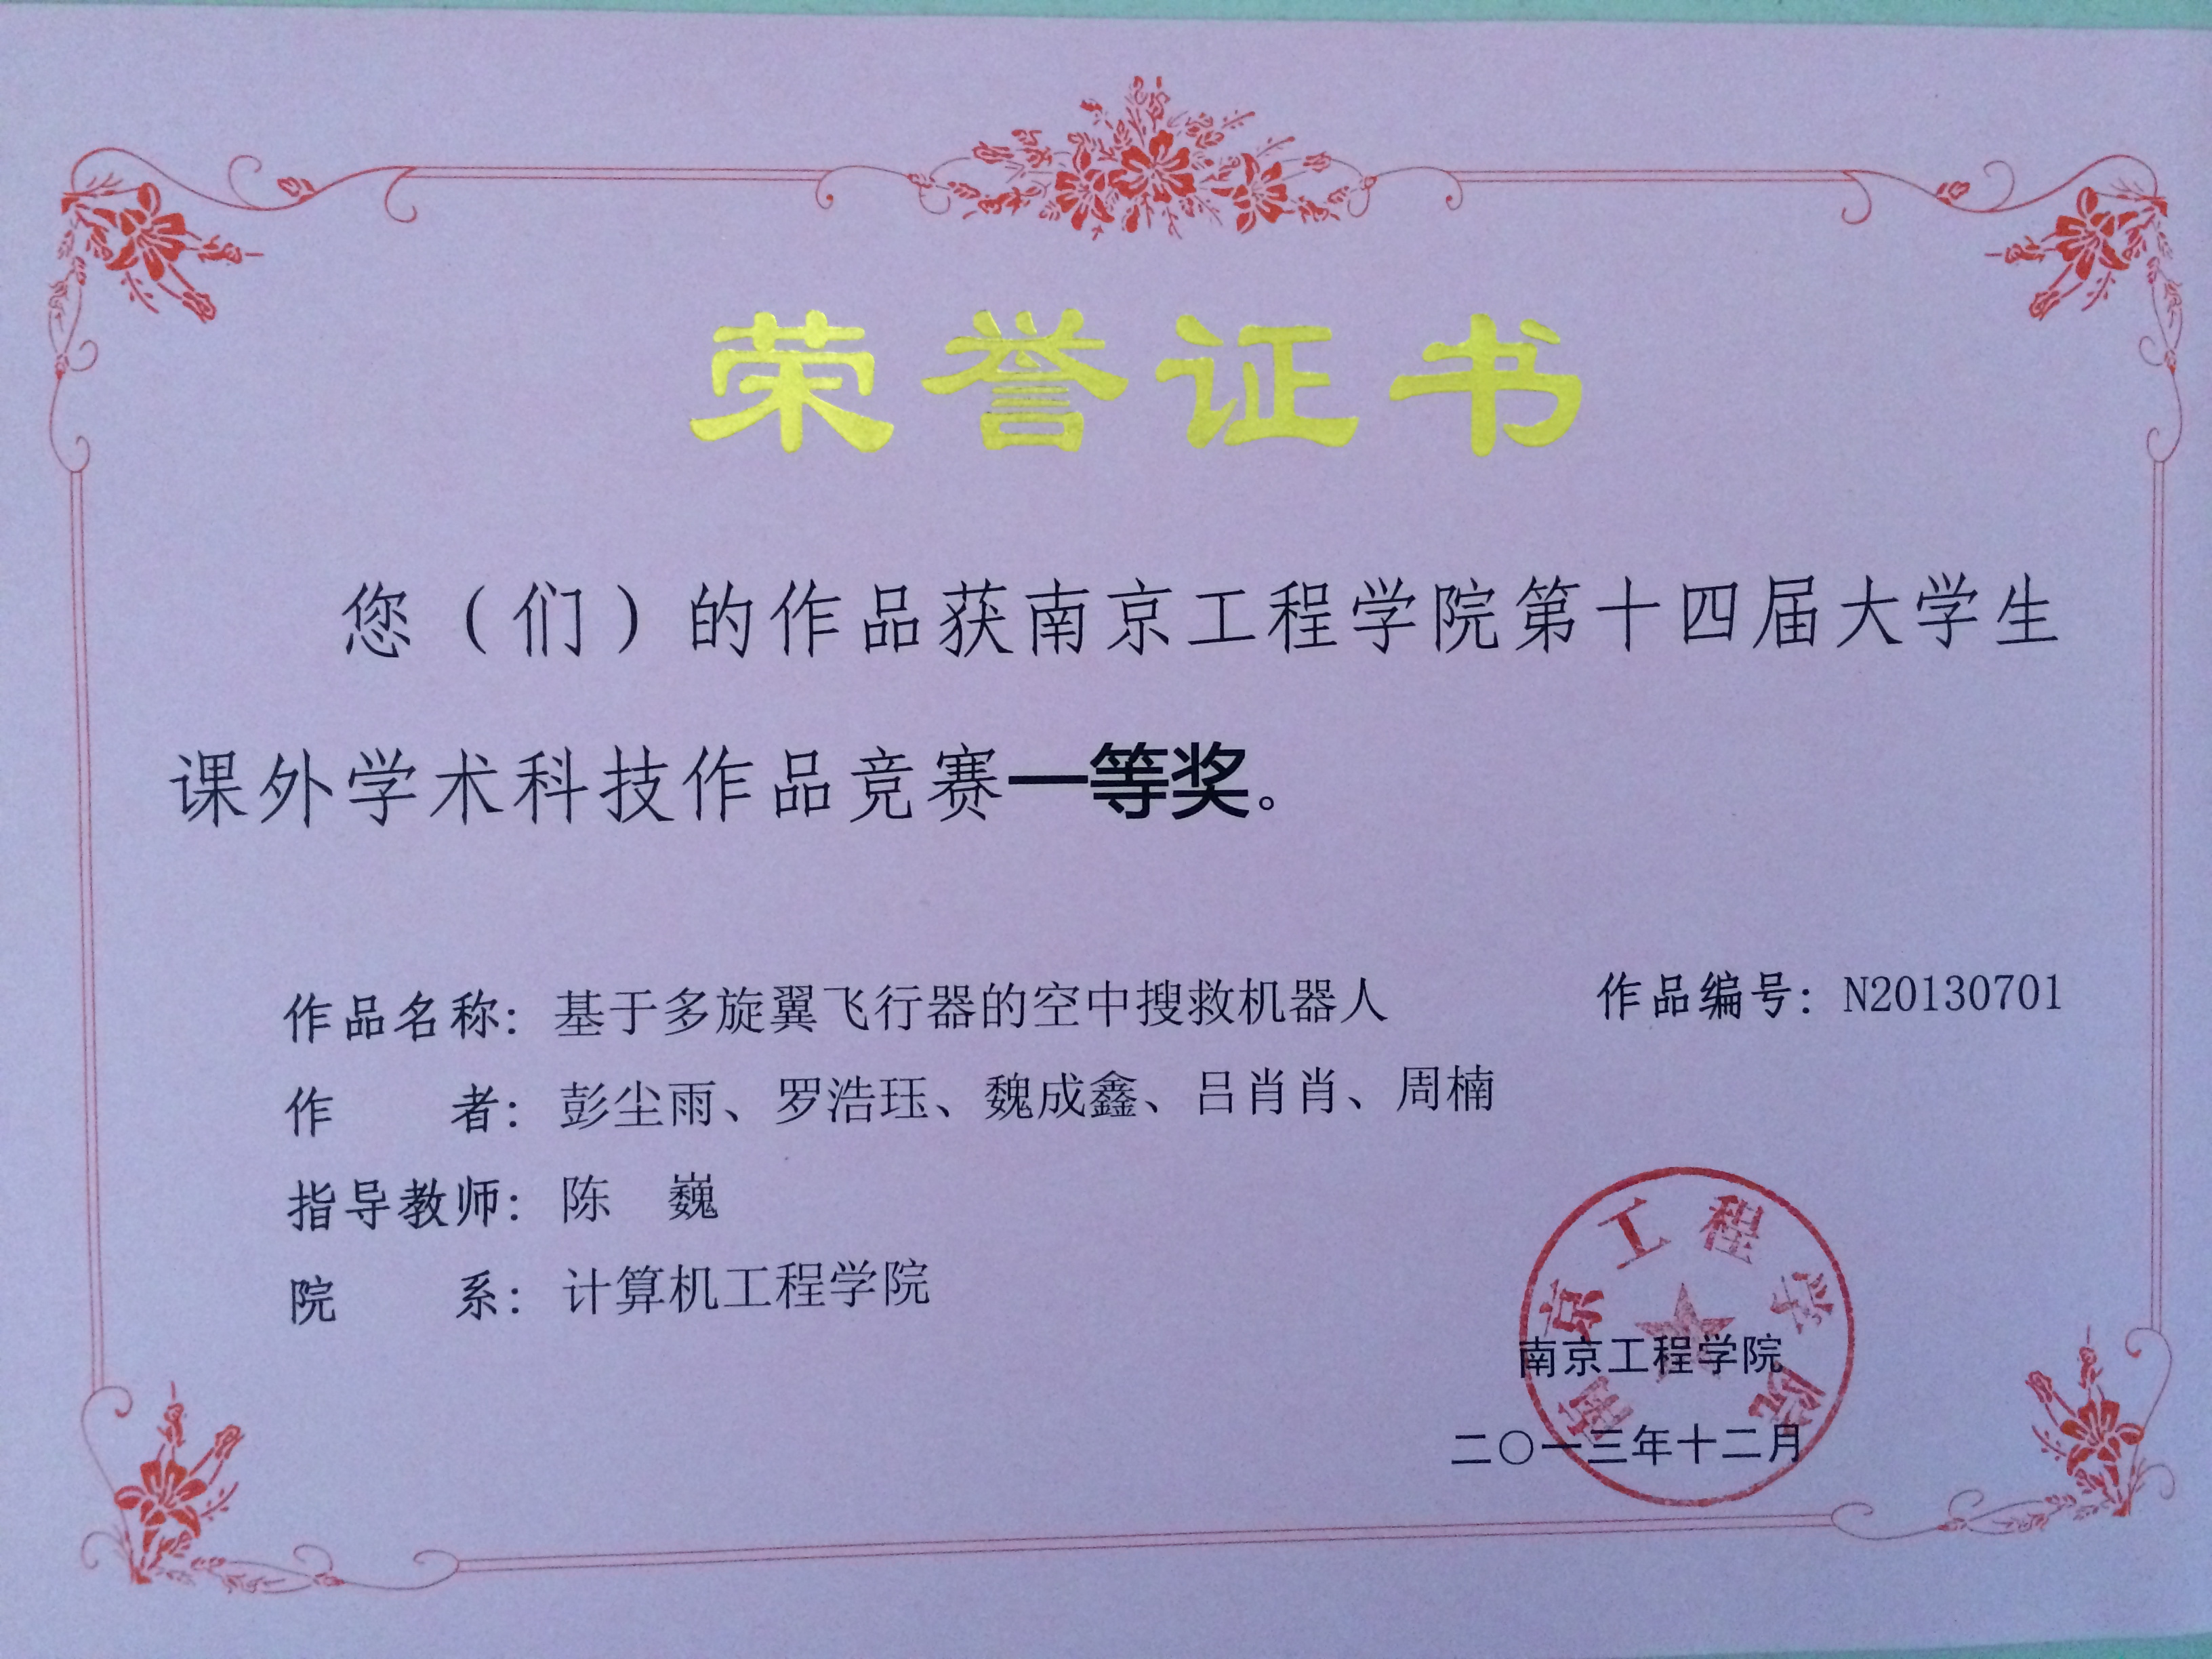 荣誉证书
您（们）的作品获南京工程学院第十四届大学生
课外学术科技作品竞赛一等奖。
作品名称：基于多旋翼飞行器的空中搜救机器人 作品编号：N20130701
作 者：彭尘雨、罗浩珏、魏成鑫、吕肖肖、周楠
指导教师：陈 巍
院 系：计算机工程学院
南京工程学院
南京工程学院
二〇一三年十二月